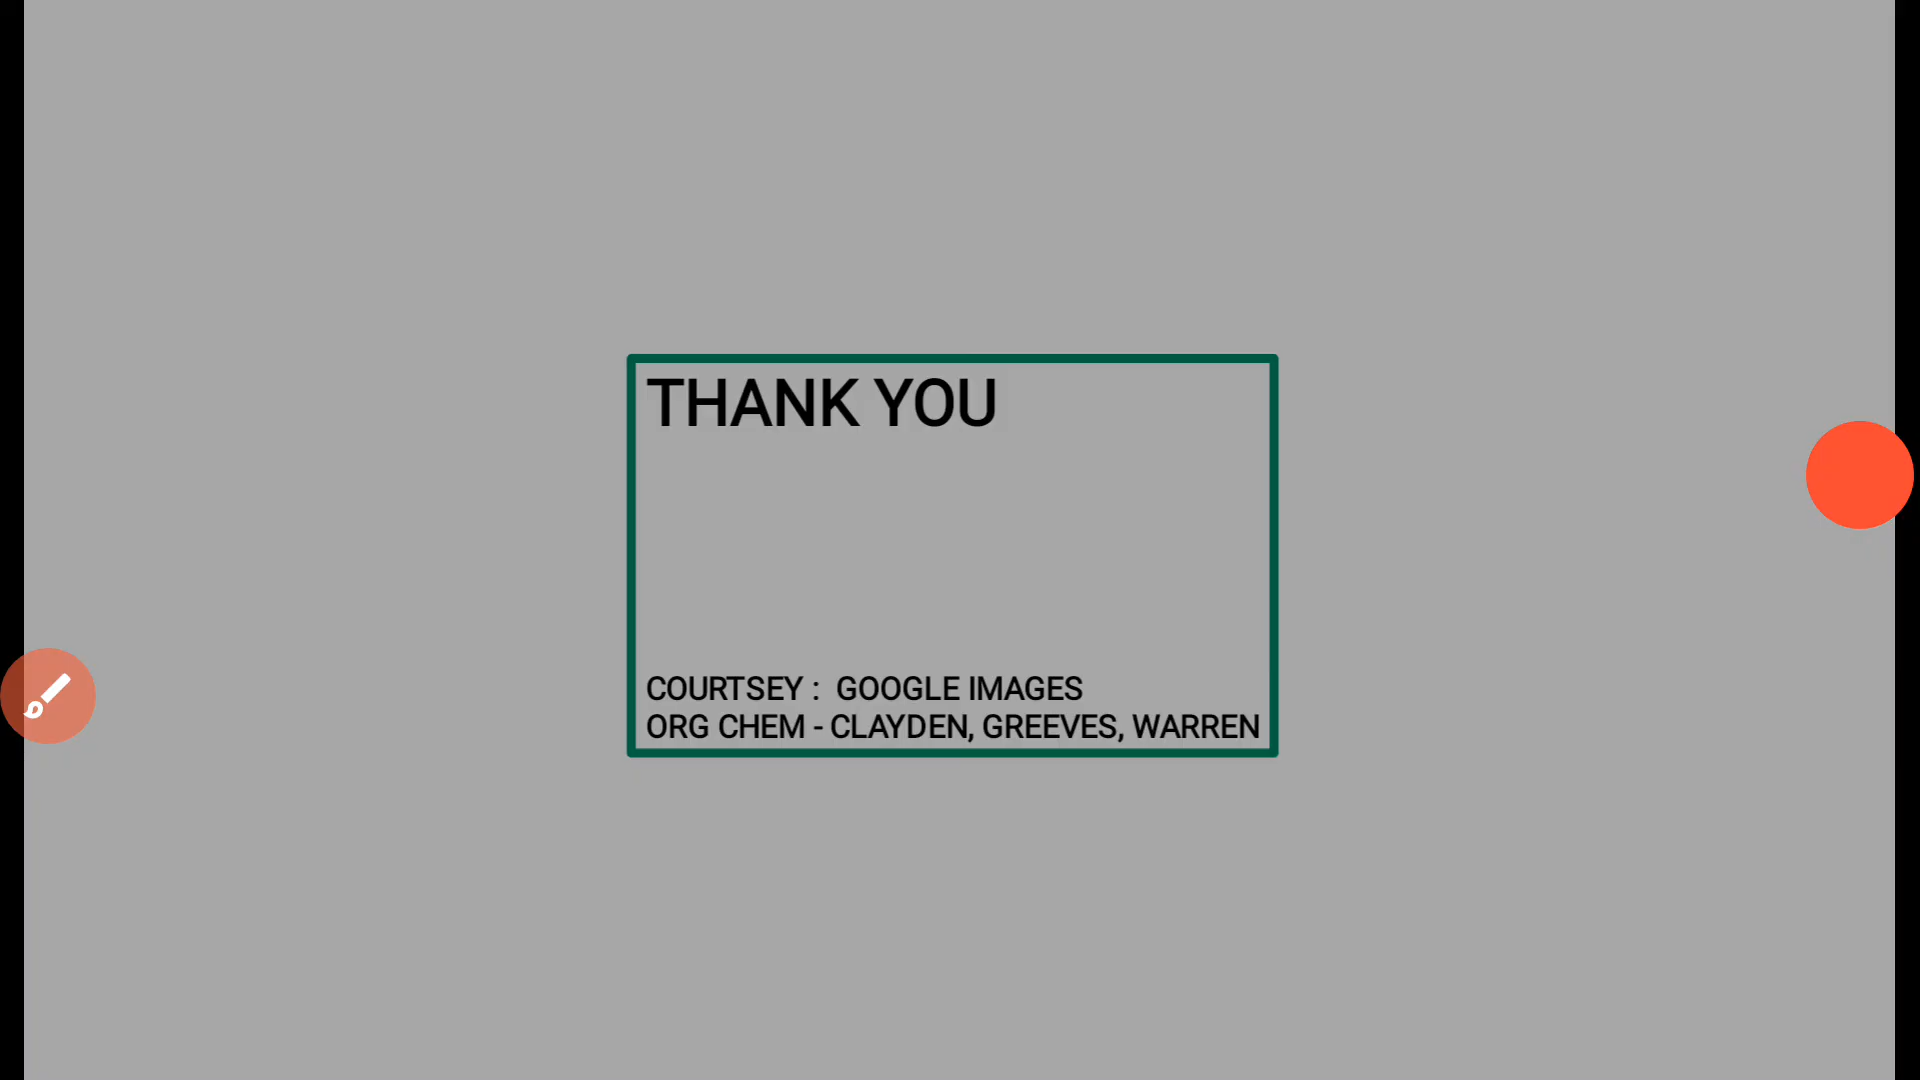 THANK YOU
COURTSEY : GOOGLE IMAGES
ORG CHEM - CLAYDEN, GREEVES, WARREN